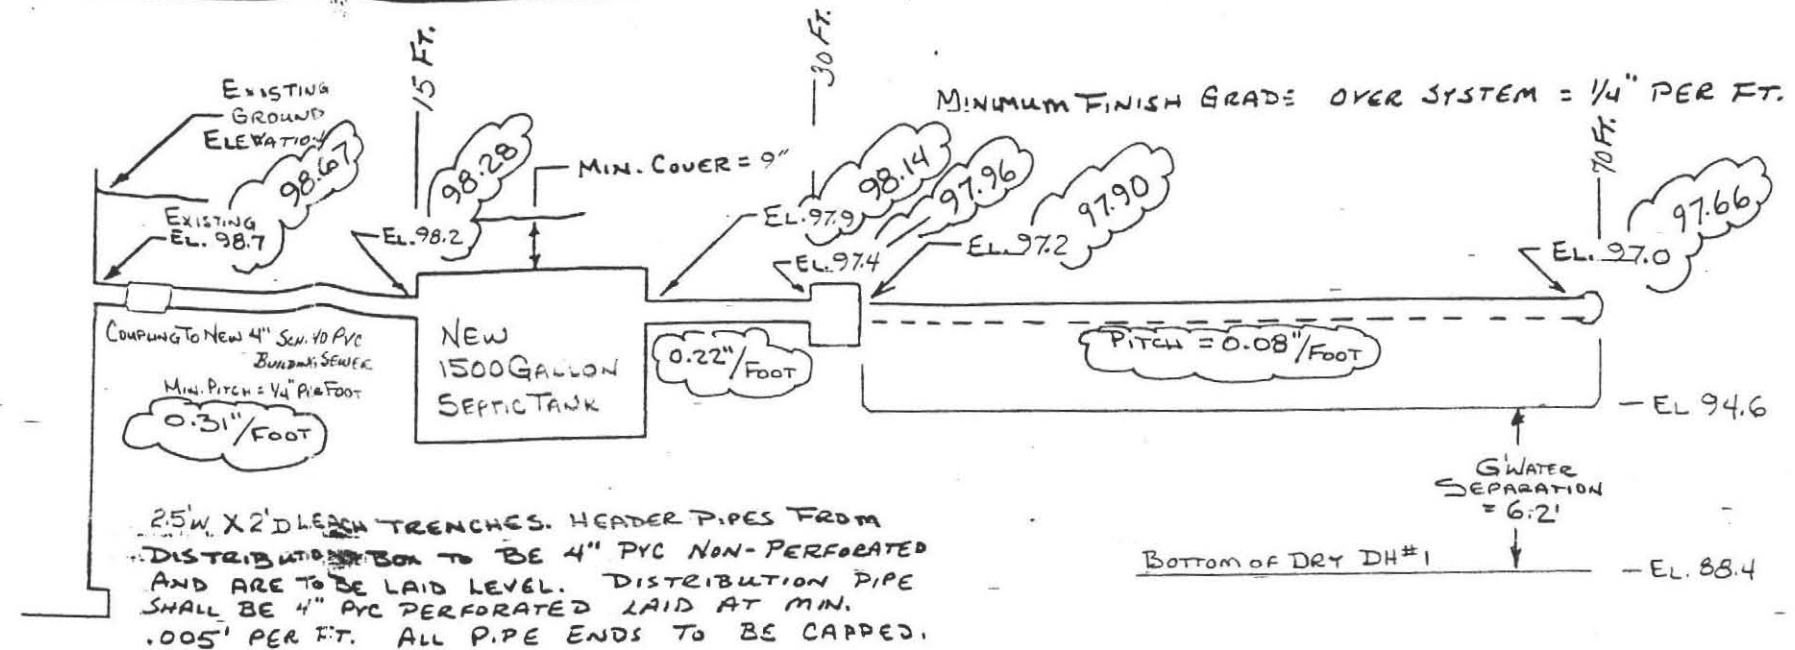 15 FT.
30 FT.
EXISTING
GROUND
ELEVATION
MINIMUM FINISH GRADE OVER SYSTEM = 1/4" PER FT.
70 FT.
98.67
98.28
MIN. COVER = 9"
98.14
97.96
97.90
97.66
EXISTING
EL. 98.7
EL. 98.2
EL. 97.9
EL. 97.4
EL. 97.2
EL. 97.0
COUPLING TO NEW 4" SCH. 40 PVC
BUILDING SEWER
MIN. PITCH = 1/4" PER FOOT
0.31"/FOOT
NEW
1500 GALLON
SEPTIC TANK
0.22"/FOOT
PITCH = 0.08"/FOOT
EL 94.6
G'WATER
SEPARATION
= 6.2'
BOTTOM OF DRY DH#1
EL. 88.4
2.5'W X 2'D LEACH TRENCHES. HEADER PIPES FROM
DISTRIBUTION BOX TO BE 4" PVC NON-PERFORATED
AND ARE TO BE LAID LEVEL. DISTRIBUTION PIPE
SHALL BE 4" PVC PERFORATED LAID AT MIN.
.005' PER FT. ALL PIPE ENDS TO BE CAPPED.